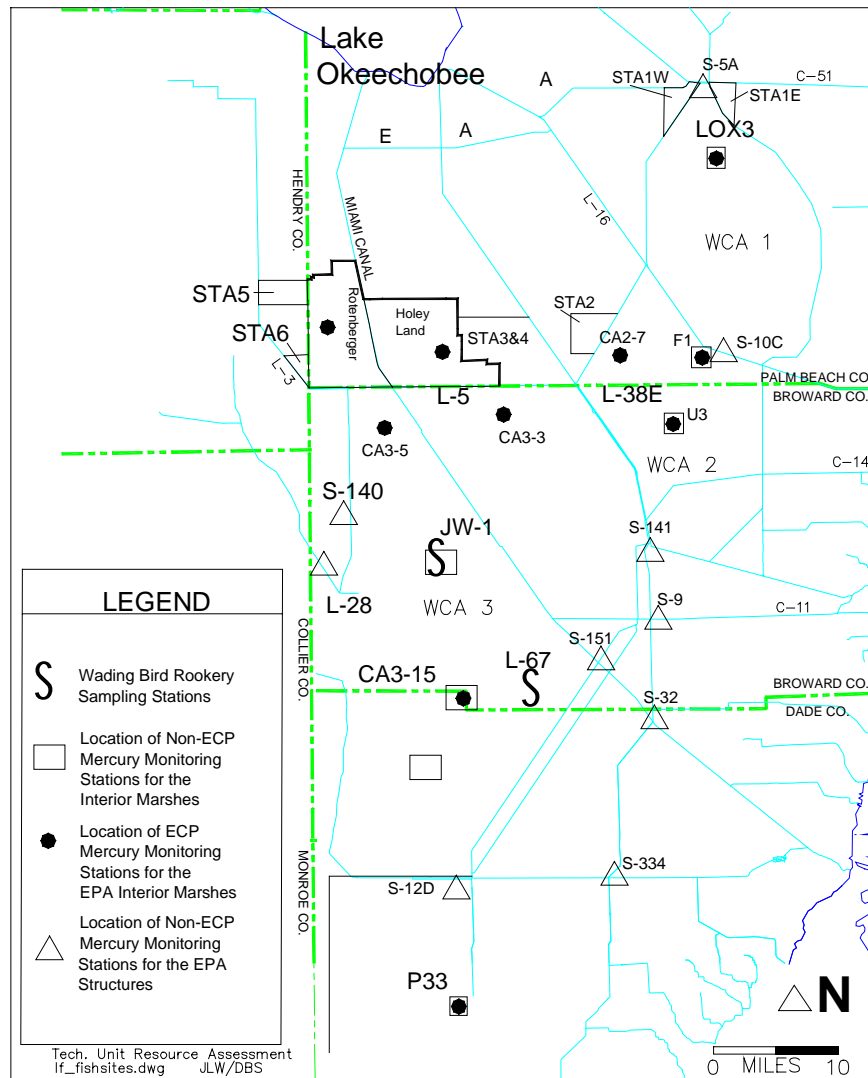 Lake
Okeechobee
S-5A
STA1W
C-51
STA1E
A
E
A
LOX3
HENDRY CO.
MIAMI CANAL
L-16
WCA 1
STA5
Rotenberger
Holey
Land
STA2
STA6
STA3&4
CA2-7
F1
S-10C
L-3
PALM BEACH CO.
L-5
L-38E
BROWARD CO.
CA3-5
CA3-3
U3
WCA 2
C-14
S-140
JW-1
S
S-141
L-28
WCA 3
S-9
C-11
COLLIER CO.
S-151
CA3-15
L-67
S
BROWARD CO.
S-32
DADE CO.
MONROE CO.
S-12D
S-334
P33
N
0 MILES 10
LEGEND
S
Wading Bird Rookery
Sampling Stations
Location of Non-ECP
Mercury Monitoring
Stations for the
Interior Marshes
Location of ECP
Mercury Monitoring
Stations for the
EPA Interior Marshes
Location of Non-ECP
Mercury Monitoring
Stations for the EPA
Structures
Tech. Unit Resource Assessment
lf_fishsites.dwg JLW/DBS